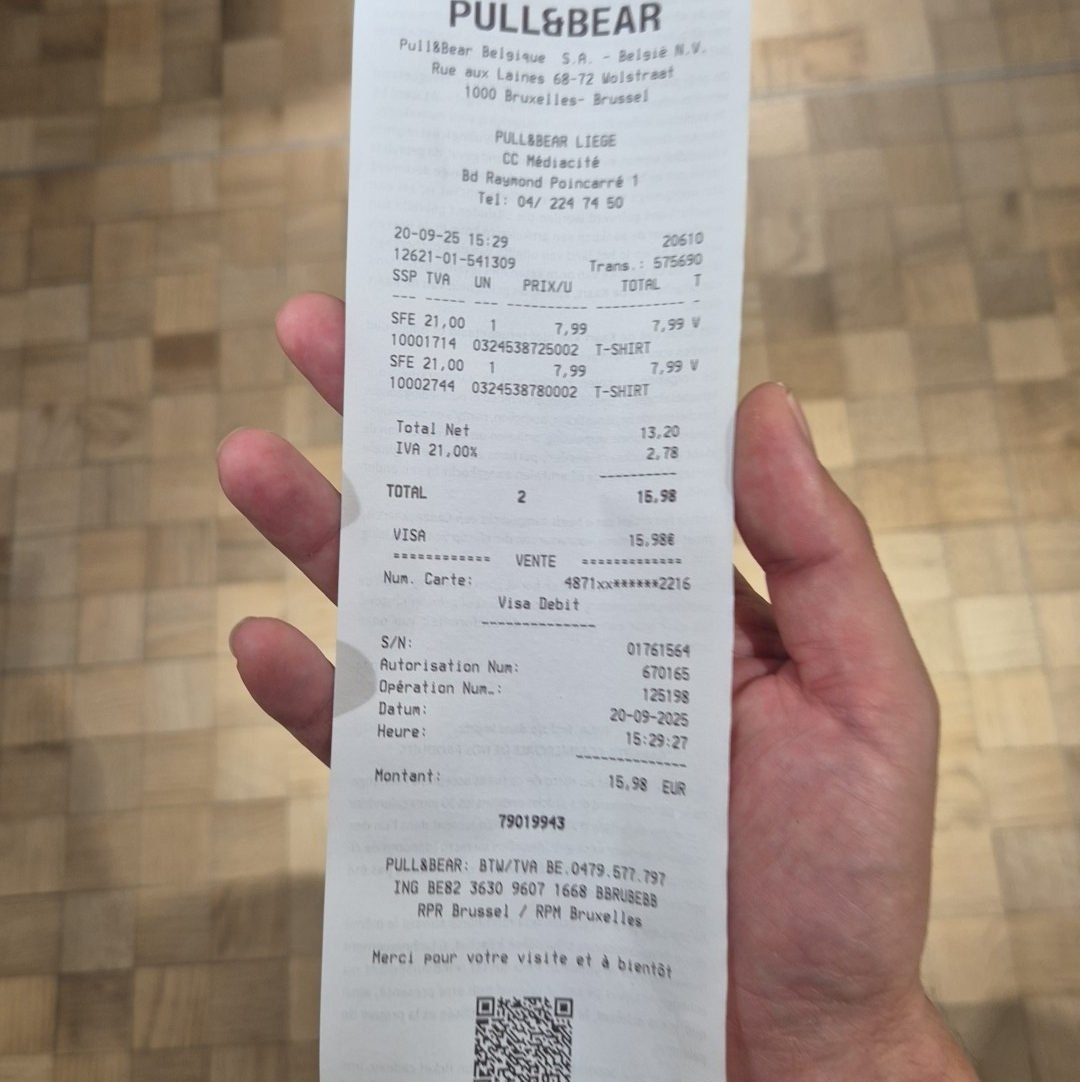 PULL&BEAR
Pull&Bear Belgique S.A. - België N.V.
Rue aux Laines 68-72 Wolstraat
1000 Bruxelles- Brussel
PULL&BEAR LIEGE
CC Médiacité
Bd Raymond Poincarré 1
Tel: 04/ 224 74 50
20-09-25 15:29 20610
12621-01-541309 Trans.: 575690
SSP TVA UN PRIX/U TOTAL T
--- ----- --- ---------- ---------- -
SFE 21,00 1 7,99 7,99 V
10001714 0324538725002 T-SHIRT
SFE 21,00 1 7,99 7,99 V
10002744 0324538780002 T-SHIRT
Total Net 13,20
IVA 21,00% 2,78
----------
TOTAL 2 15,98
VISA 15,98€
============ VENTE ============
Num. Carte: 4871xx******2216
Visa Debit
--------------
S/N: 01761564
Autorisation Num: 670165
Opération Num.: 125198
Datum: 20-09-2025
Heure: 15:29:27
--------------
Montant: 15,98 EUR
79019943
PULL&BEAR: BTW/TVA BE.0479.577.797
ING BE82 3630 9607 1668 BBRUBEBB
RPR Brussel / RPM Bruxelles
Merci pour votre visite et à bientôt